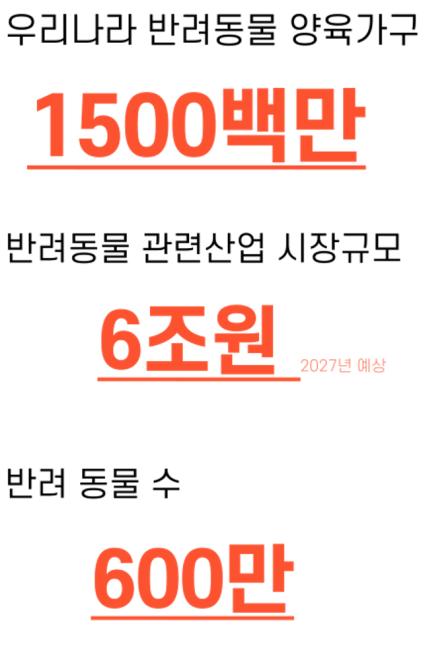 우리나라 반려동물 양육가구
1500백만
반려동물 관련산업 시장규모
6조원 2027년 예상
반려 동물 수
600만